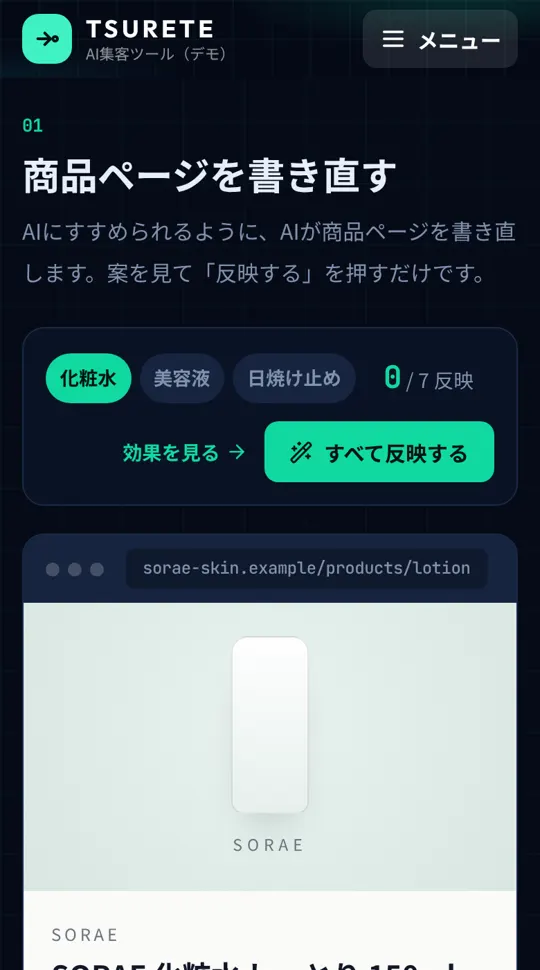 TSURETE
AI集客ツール（デモ）
メニュー
01
商品ページを書き直す
AIにすすめられるように、AIが商品ページを書き直
します。案を見て「反映する」を押すだけです。
化粧水 美容液 日焼け止め 0 / 7 反映
効果を見る → すべて反映する
sorae-skin.example/products/lotion
SORAE
SORAE
SORAE 化粧水